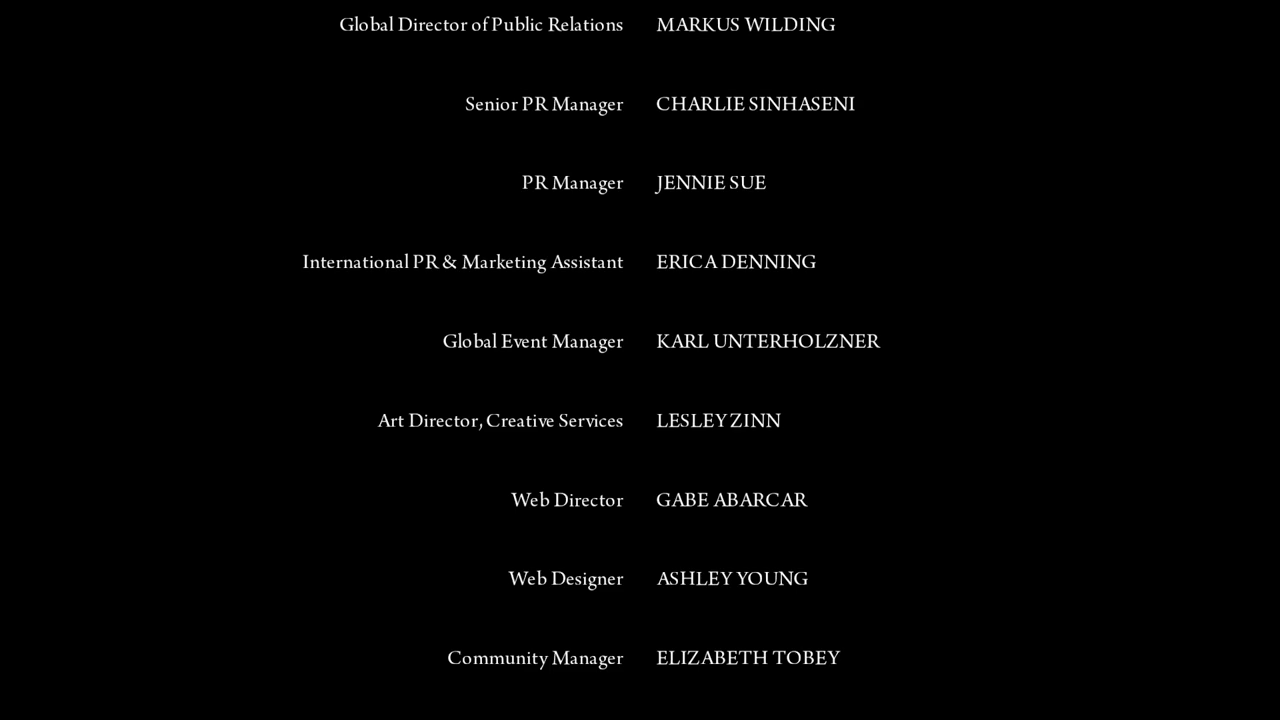 Global Director of Public Relations MARKUS WILDING
Senior PR Manager CHARLIE SINHASENI
PR Manager JENNIE SUE
International PR & Marketing Assistant ERICA DENNING
Global Event Manager KARL UNTERHOLZNER
Art Director, Creative Services LESLEY ZINN
Web Director GABE ABARCAR
Web Designer ASHLEY YOUNG
Community Manager ELIZABETH TOBEY